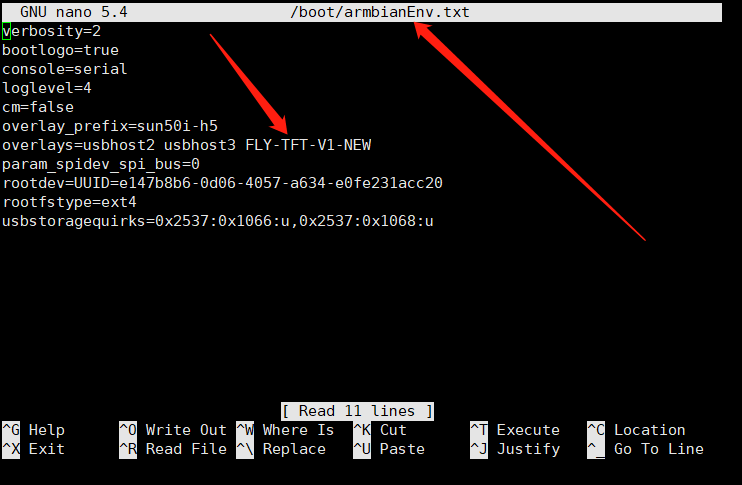 GNU nano 5.4 /boot/armbianEnv.txt
verbosity=2
bootlogo=true
console=serial
loglevel=4
cm=false
overlay_prefix=sun50i-h5
overlays=usbhost2 usbhost3 FLY-TFT-V1-NEW
param_spidev_spi_bus=0
rootdev=UUID=e147b8b6-0d06-4057-a634-e0fe231acc20
rootfstype=ext4
usbstoragequirks=0x2537:0x1066:u,0x2537:0x1068:u
[ Read 11 lines ]
^G Help ^O Write Out ^W Where Is ^K Cut ^T Execute ^C Location
^X Exit ^R Read File ^\ Replace ^U Paste ^J Justify ^_ Go To Line